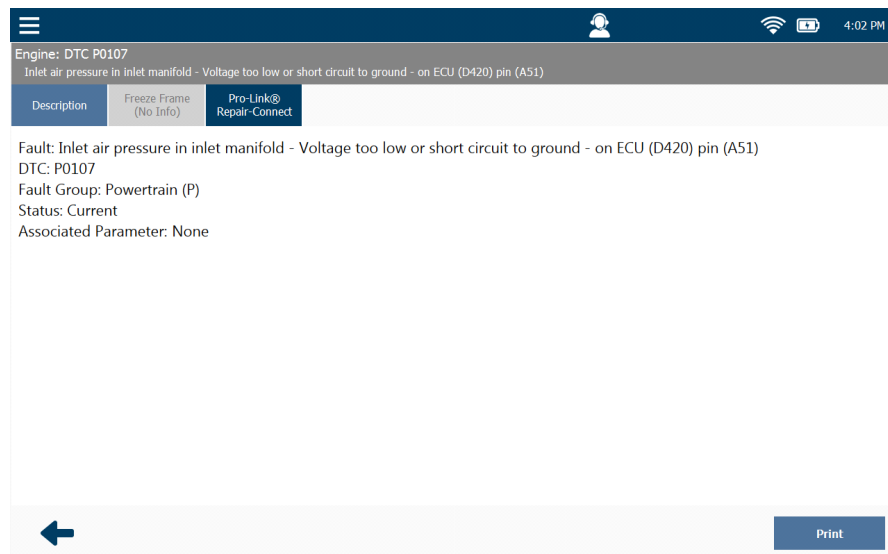 4:02 PM
Engine: DTC P0107
Inlet air pressure in inlet manifold - Voltage too low or short circuit to ground - on ECU (D420) pin (A51)
Description
Freeze Frame
(No Info)
Pro-Link®
Repair-Connect
Fault: Inlet air pressure in inlet manifold - Voltage too low or short circuit to ground - on ECU (D420) pin (A51)
DTC: P0107
Fault Group: Powertrain (P)
Status: Current
Associated Parameter: None
Print